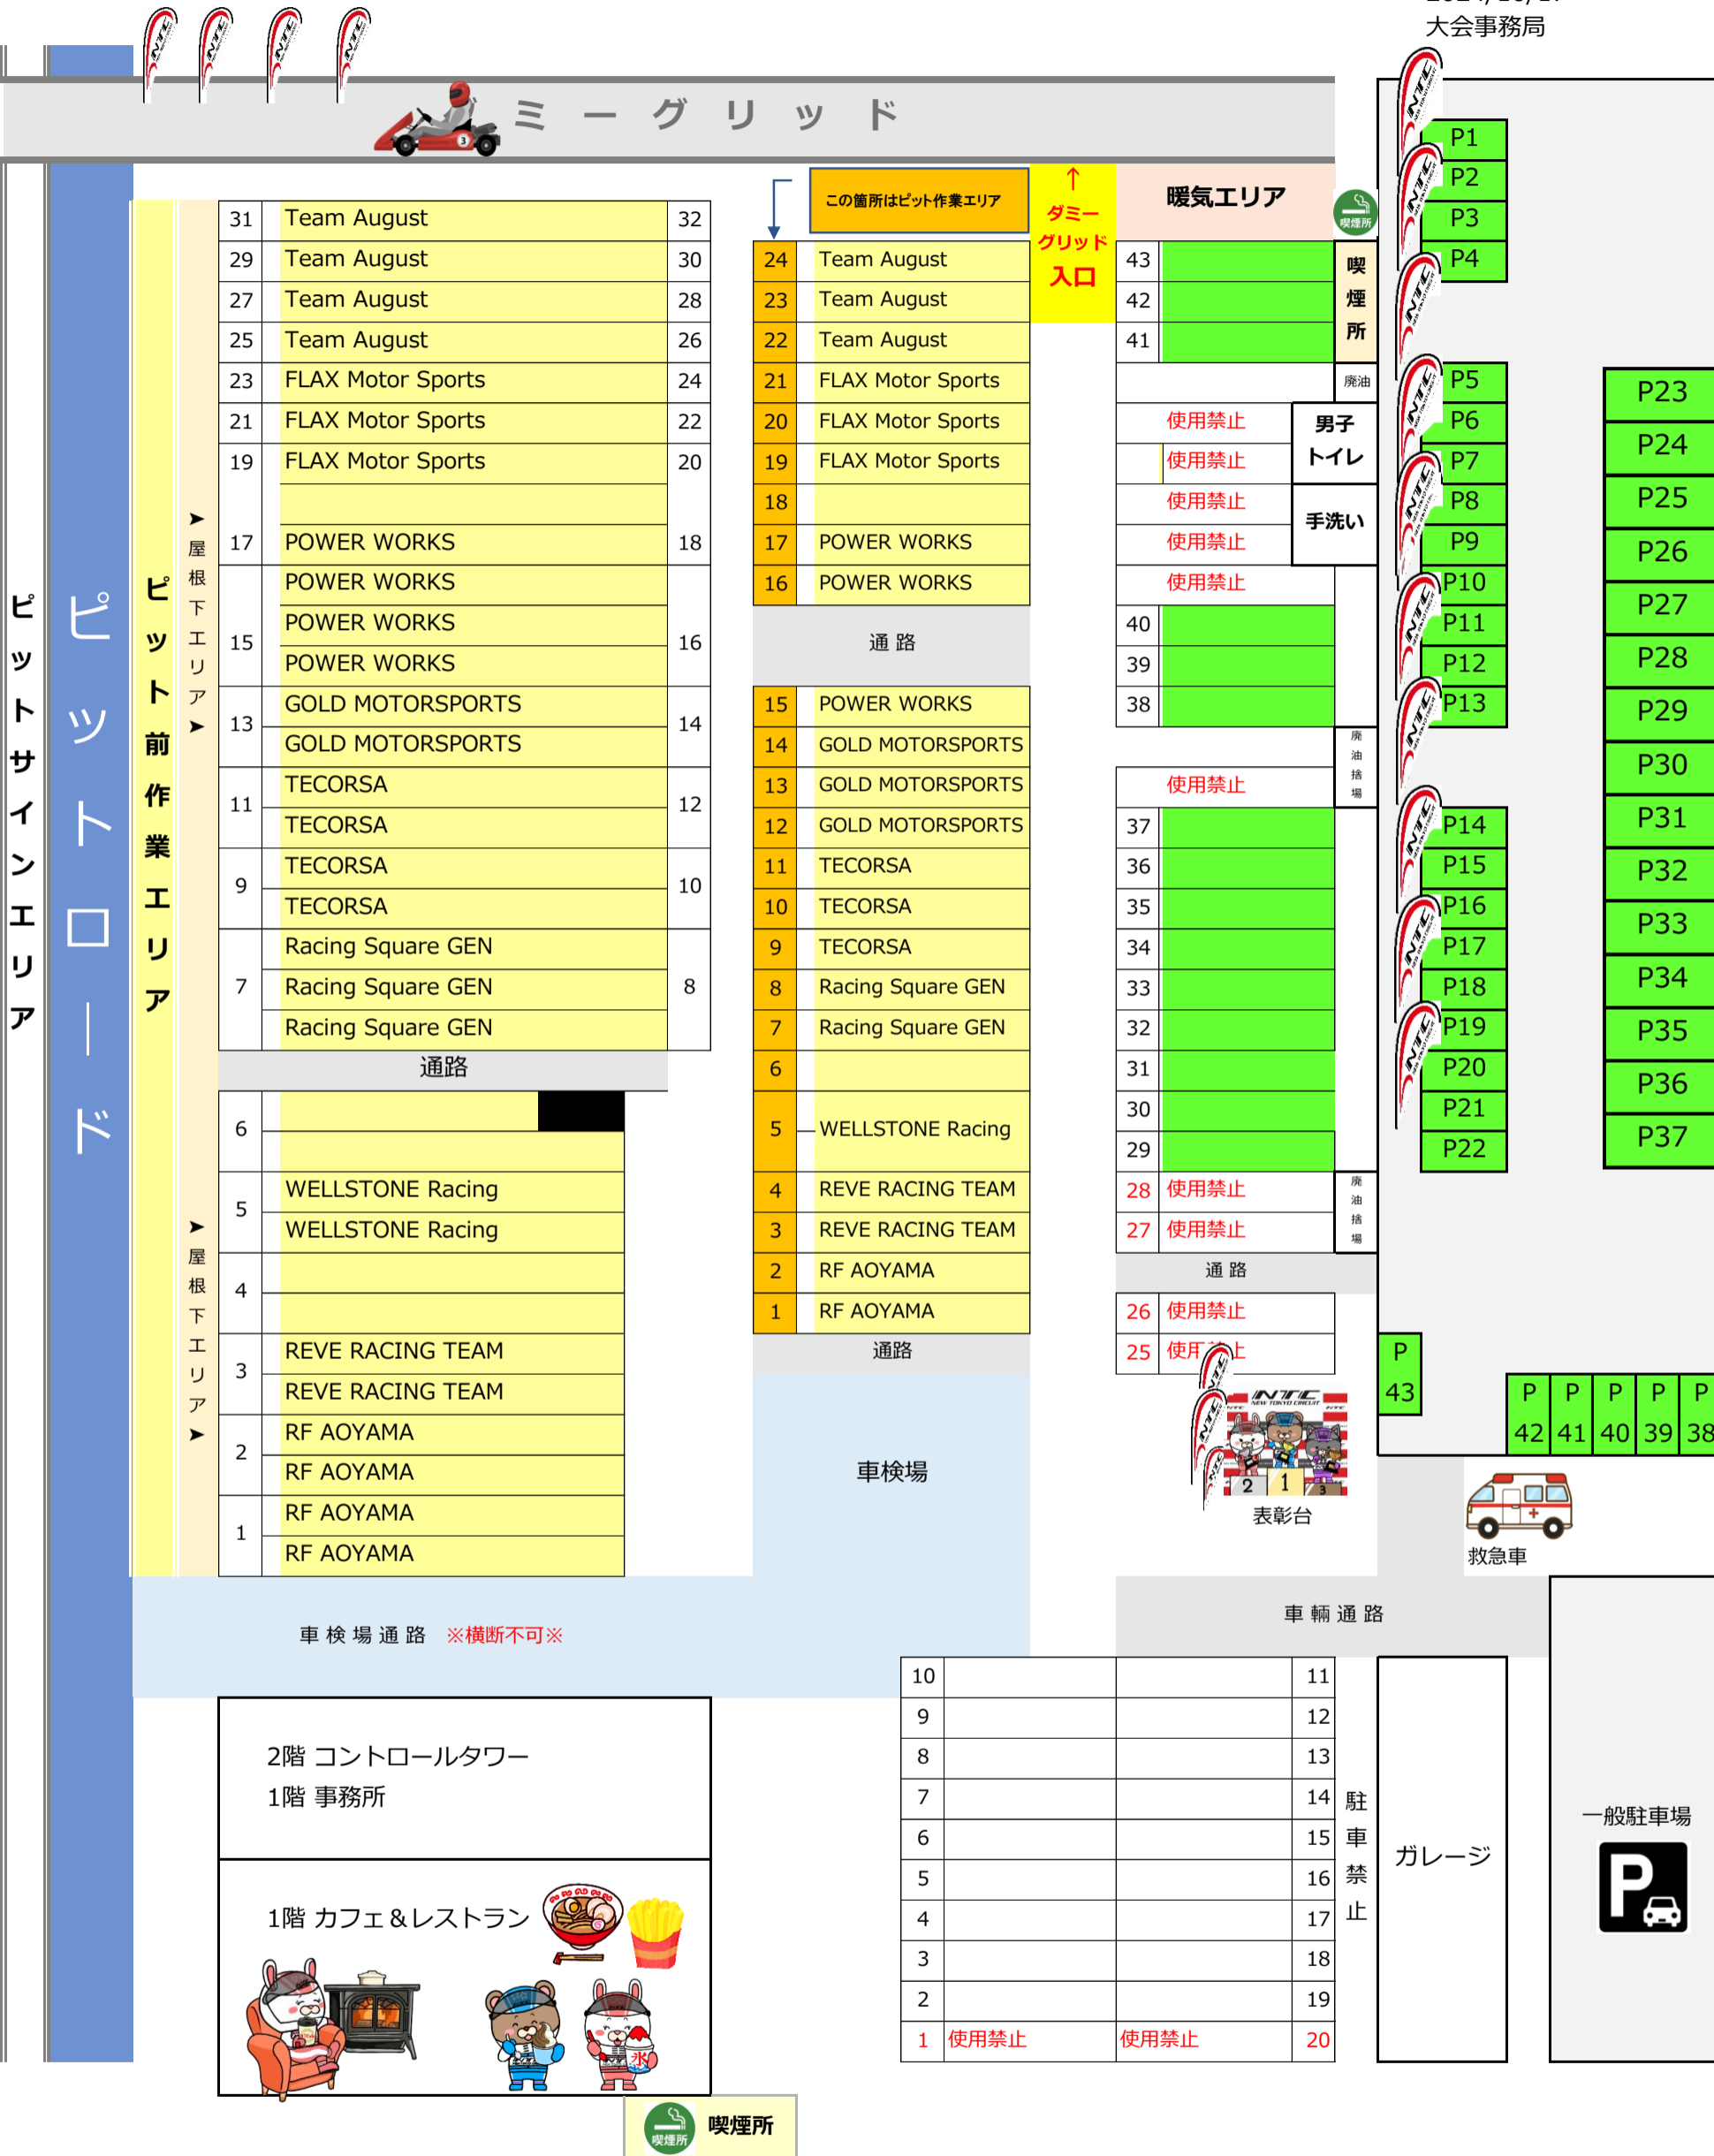 大会事務局
ミーグリッド
この箇所はピット作業エリア
↑
ダミー
グリッド
入口
暖気エリア
喫煙所
喫煙所
廃油
男子
トイレ
手洗い
ピットサインエリア
ピットロード
ピット前作業エリア
➤屋根下エリア➤
➤屋根下エリア➤
31 Team August 32
29 Team August 30
27 Team August 28
25 Team August 26
23 FLAX Motor Sports 24
21 FLAX Motor Sports 22
19 FLAX Motor Sports 20
17 POWER WORKS 18
POWER WORKS
15 POWER WORKS 16
POWER WORKS
13 GOLD MOTORSPORTS 14
GOLD MOTORSPORTS
11 TECORSA 12
TECORSA
9 TECORSA 10
TECORSA
Racing Square GEN
7 Racing Square GEN 8
Racing Square GEN
通路
6
5 WELLSTONE Racing
WELLSTONE Racing
4
3 REVE RACING TEAM
REVE RACING TEAM
2 RF AOYAMA
RF AOYAMA
1 RF AOYAMA
RF AOYAMA
24 Team August
23 Team August
22 Team August
21 FLAX Motor Sports
20 FLAX Motor Sports
19 FLAX Motor Sports
18
17 POWER WORKS
16 POWER WORKS
通路
15 POWER WORKS
14 GOLD MOTORSPORTS
13 GOLD MOTORSPORTS
12 GOLD MOTORSPORTS
11 TECORSA
10 TECORSA
9 TECORSA
8 Racing Square GEN
7 Racing Square GEN
6
5 WELLSTONE Racing
4 REVE RACING TEAM
3 REVE RACING TEAM
2 RF AOYAMA
1 RF AOYAMA
通路
車検場
43
42
41
使用禁止
使用禁止
使用禁止
使用禁止
使用禁止
40
39
38
廃油捨場
使用禁止
37
36
35
34
33
32
31
30
29
28 使用禁止
27 使用禁止
廃油捨場
通路
26 使用禁止
25 使用禁止
NTC
NEW TOKYO CIRCUIT
2 1 3
表彰台
P1
P2
P3
P4
P5
P6
P7
P8
P9
P10
P11
P12
P13
P14
P15
P16
P17
P18
P19
P20
P21
P22
P23
P24
P25
P26
P27
P28
P29
P30
P31
P32
P33
P34
P35
P36
P37
P43
P42 P41 P40 P39 P38
救急車
車輌通路
車検場通路 ※横断不可※
10 11
9 12
8 13
7 14
6 15
5 16
4 17
3 18
2 19
1 使用禁止 使用禁止 20
駐車禁止
ガレージ
一般駐車場
P
2階 コントロールタワー
1階 事務所
1階 カフェ＆レストラン
氷
喫煙所 喫煙所